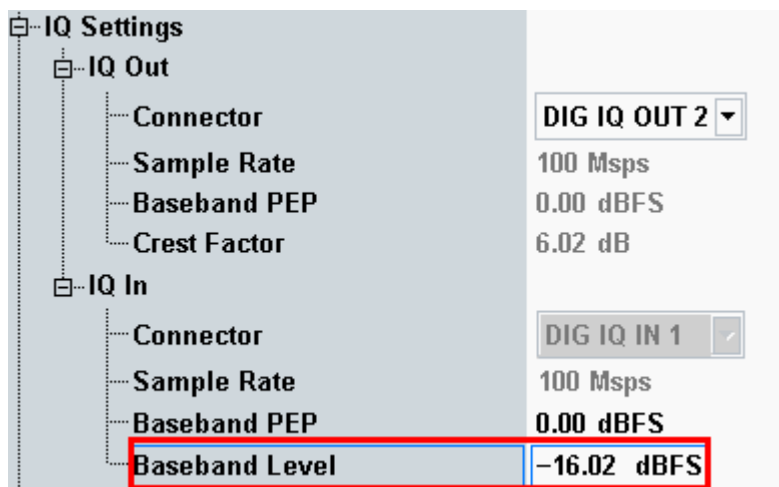 IQ Settings
IQ Out
Connector DIG IQ OUT 2
Sample Rate 100 Msps
Baseband PEP 0.00 dBFS
Crest Factor 6.02 dB
IQ In
Connector DIG IQ IN 1
Sample Rate 100 Msps
Baseband PEP 0.00 dBFS
Baseband Level −16.02 dBFS